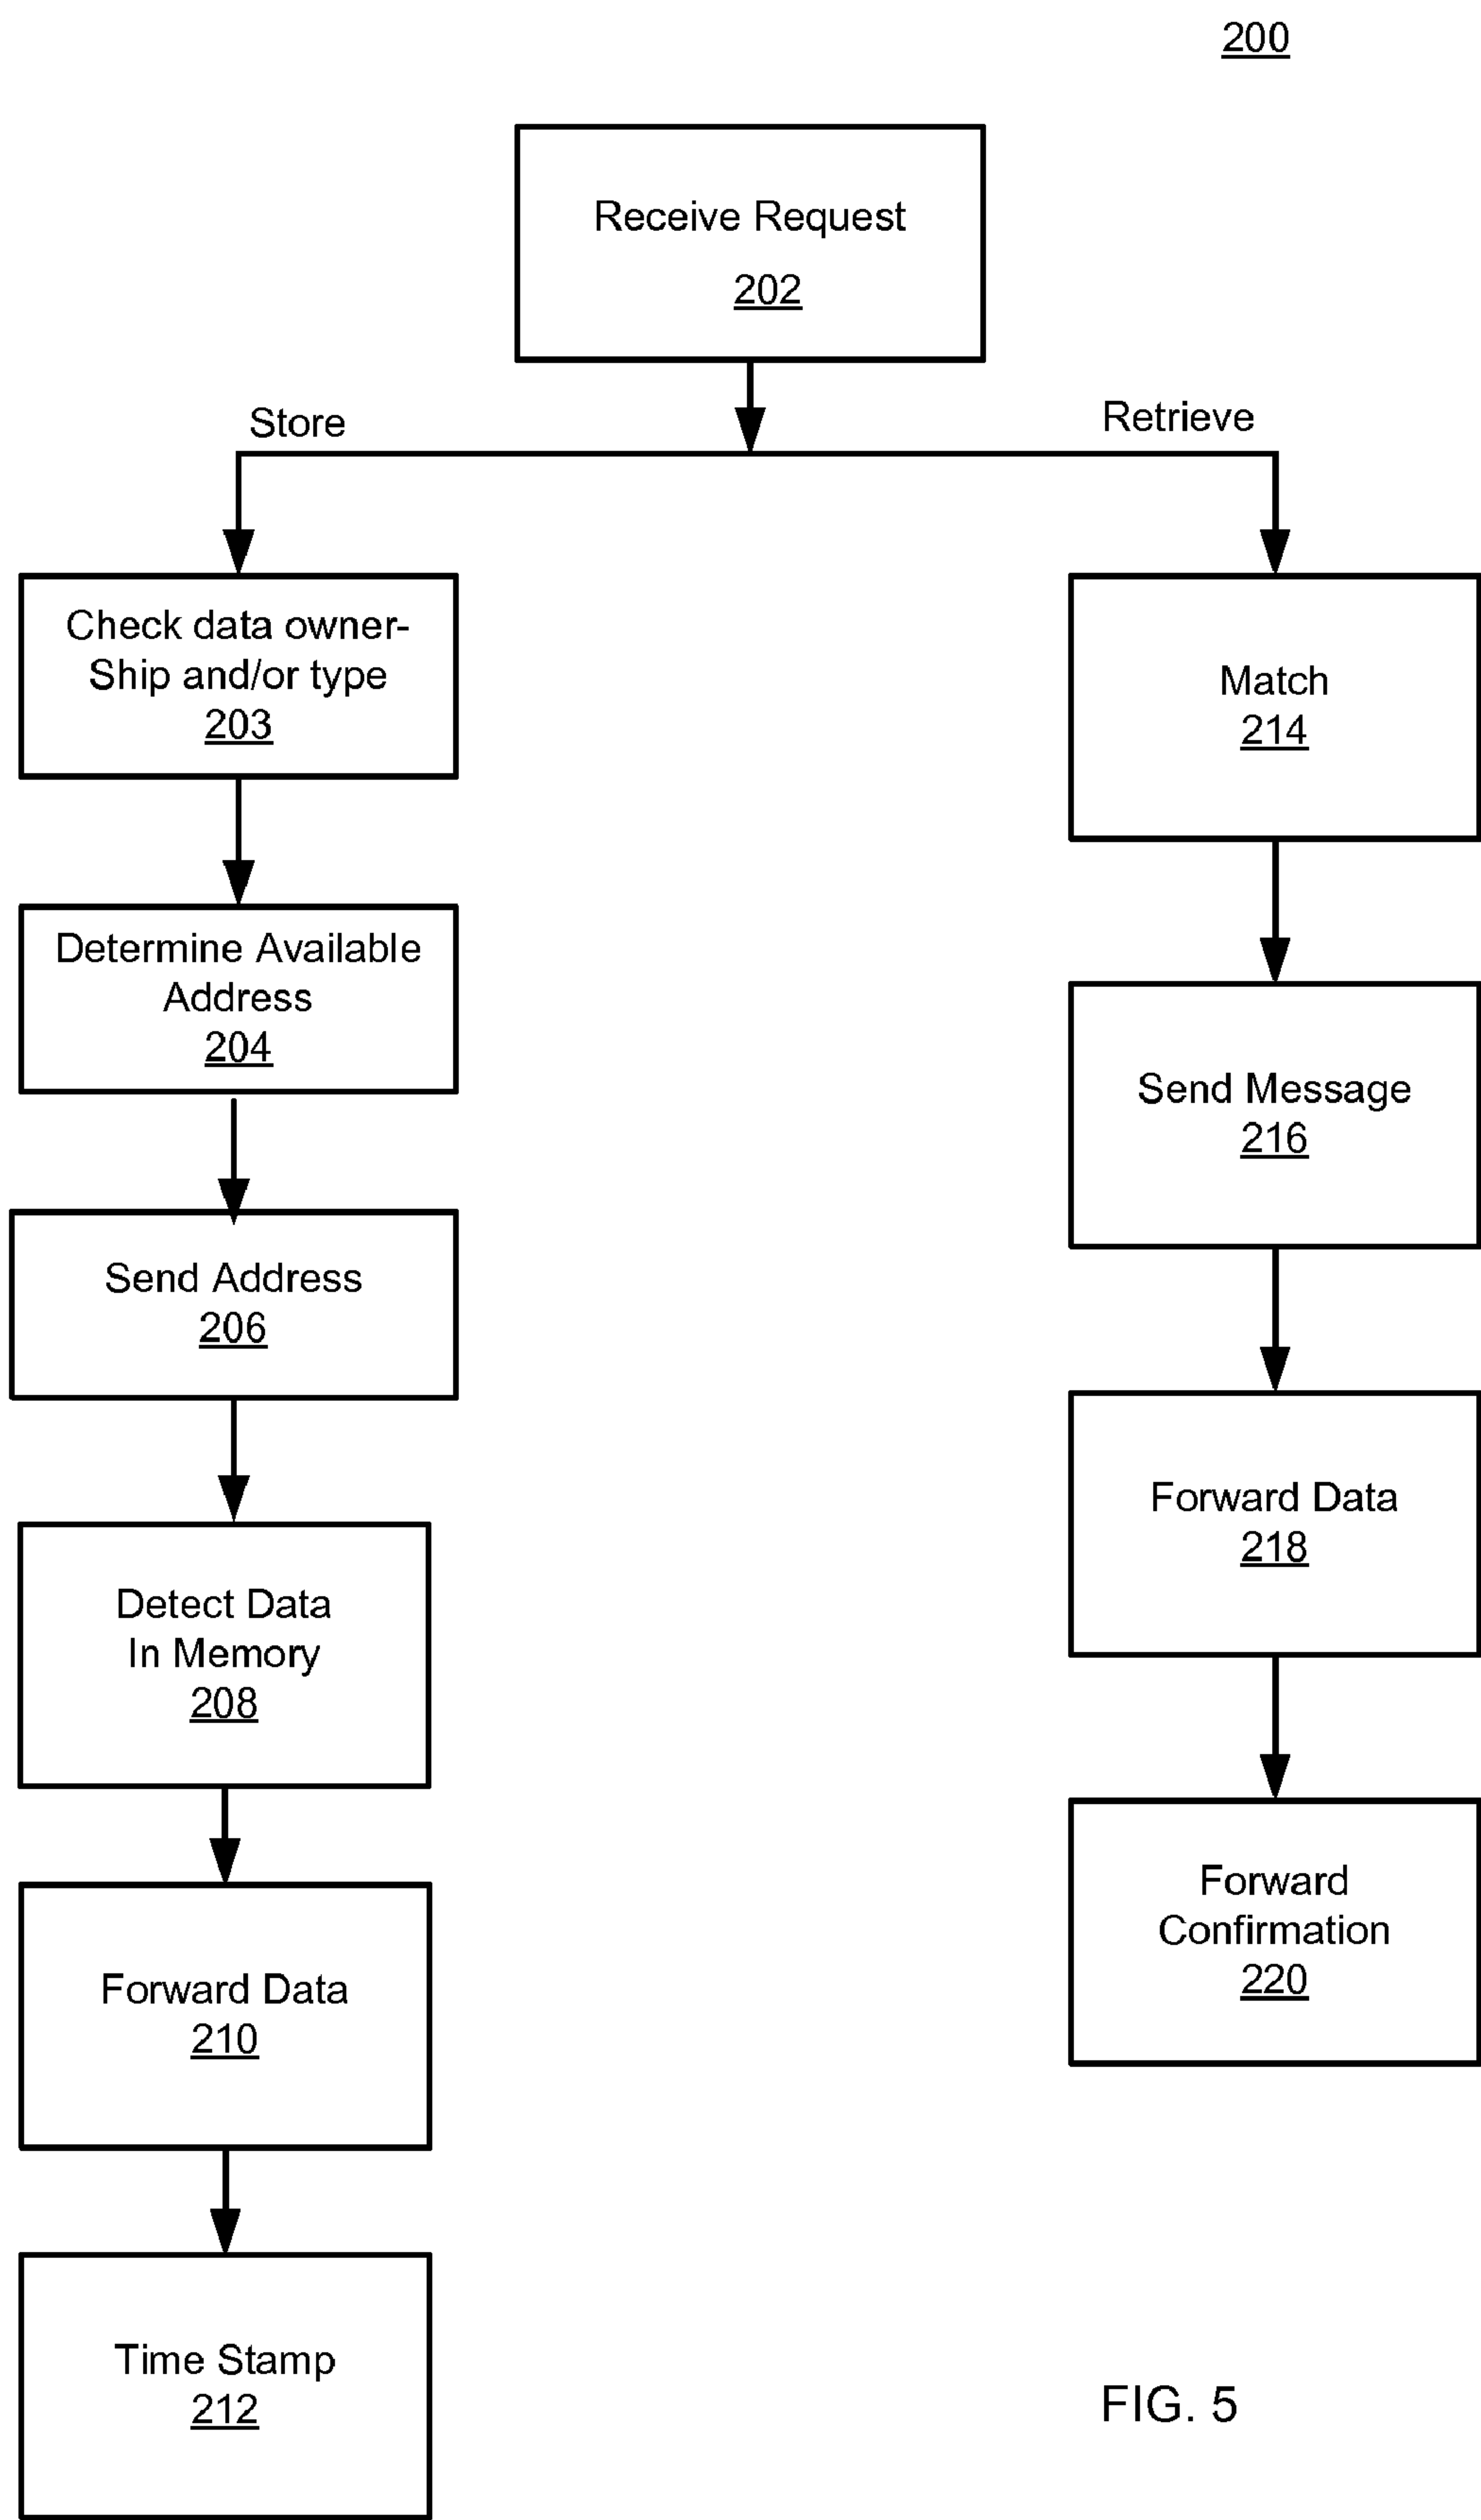 200
Receive Request
202
Store
Retrieve
Check data owner-
Ship and/or type
203
Determine Available
Address
204
Send Address
206
Detect Data
In Memory
208
Forward Data
210
Time Stamp
212
Match
214
Send Message
216
Forward Data
218
Forward
Confirmation
220
FIG. 5